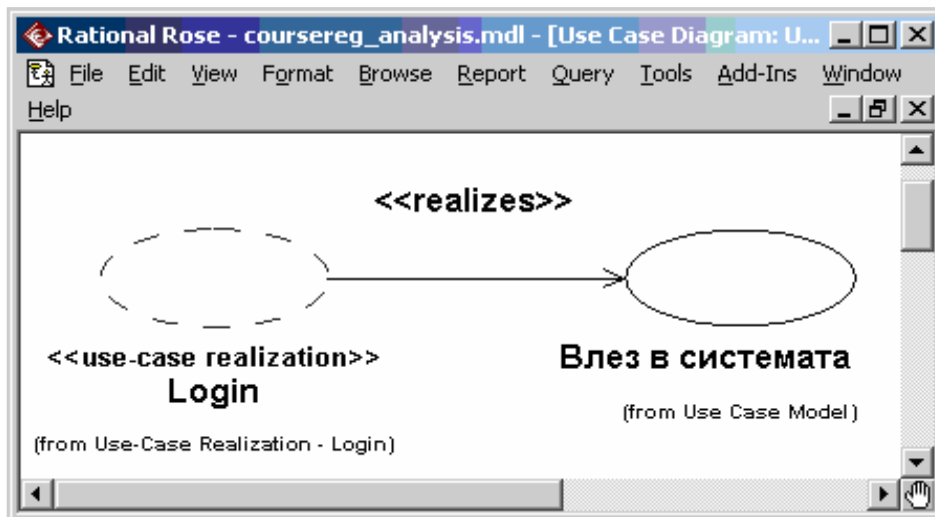 Rational Rose - coursereg_analysis.mdl - [Use Case Diagram: U...
File Edit View Format Browse Report Query Tools Add-Ins Window
Help
<<realizes>>
<<use-case realization>>
Login
(from Use-Case Realization - Login)
Влез в системата
(from Use Case Model)